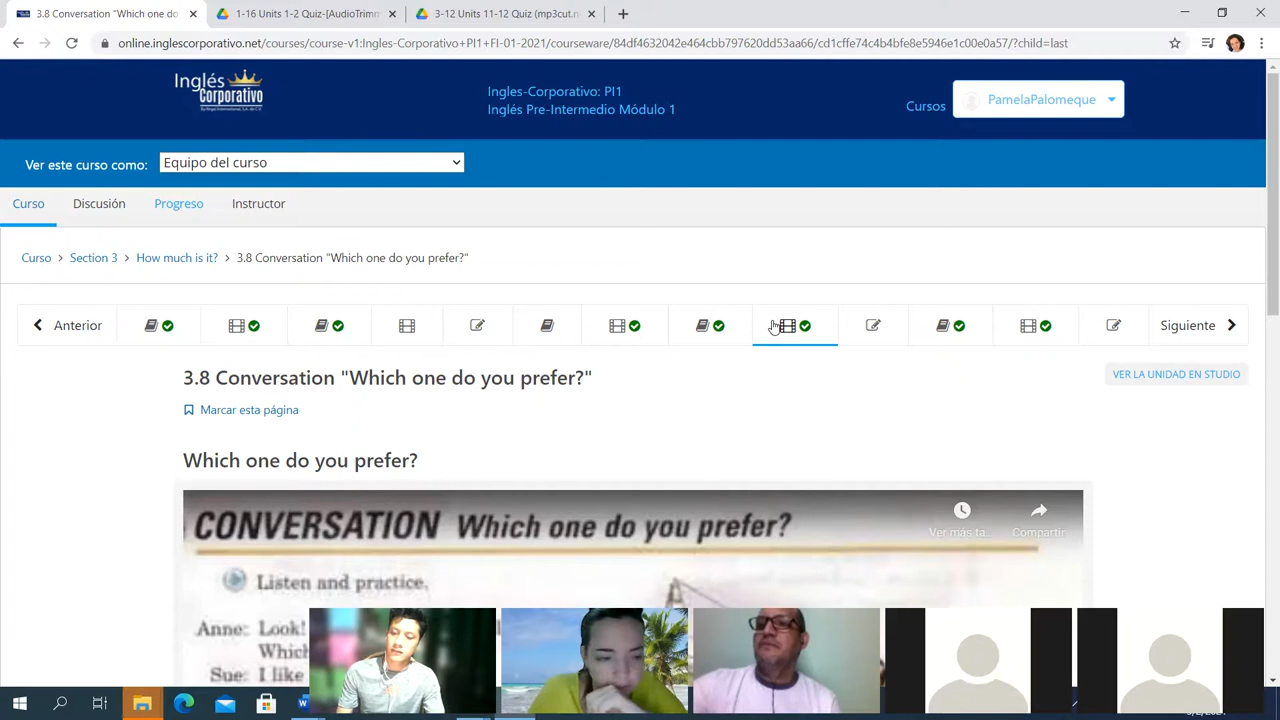 3.8 Conversation "Which one do
1-16 Units 1-2 Quiz-[AudioTrimm
3-12 Units 11-12 Quiz (mp3cut.n
online.inglescorporativo.net/courses/course-v1:Ingles-Corporativo+PI1+FI-01-2021/courseware/84df4632042e464cbb797620dd53aa66/cd1cffe74c4b4bfe8e5946e1c00e0a57/?child=last
Inglés
Corporativo
Ingles-Corporativo: PI1
Inglés Pre-Intermedio Módulo 1
Cursos
PamelaPalomeque
Ver este curso como:
Equipo del curso
Curso
Discusión
Progreso
Instructor
Curso > Section 3 > How much is it? > 3.8 Conversation "Which one do you prefer?"
Anterior
Siguiente
3.8 Conversation "Which one do you prefer?"
VER LA UNIDAD EN STUDIO
Marcar esta página
Which one do you prefer?
CONVERSATION Which one do you prefer?
Ver más ta
Compartir
Listen and practice.
Anne: Look!
Which
Sue: I like